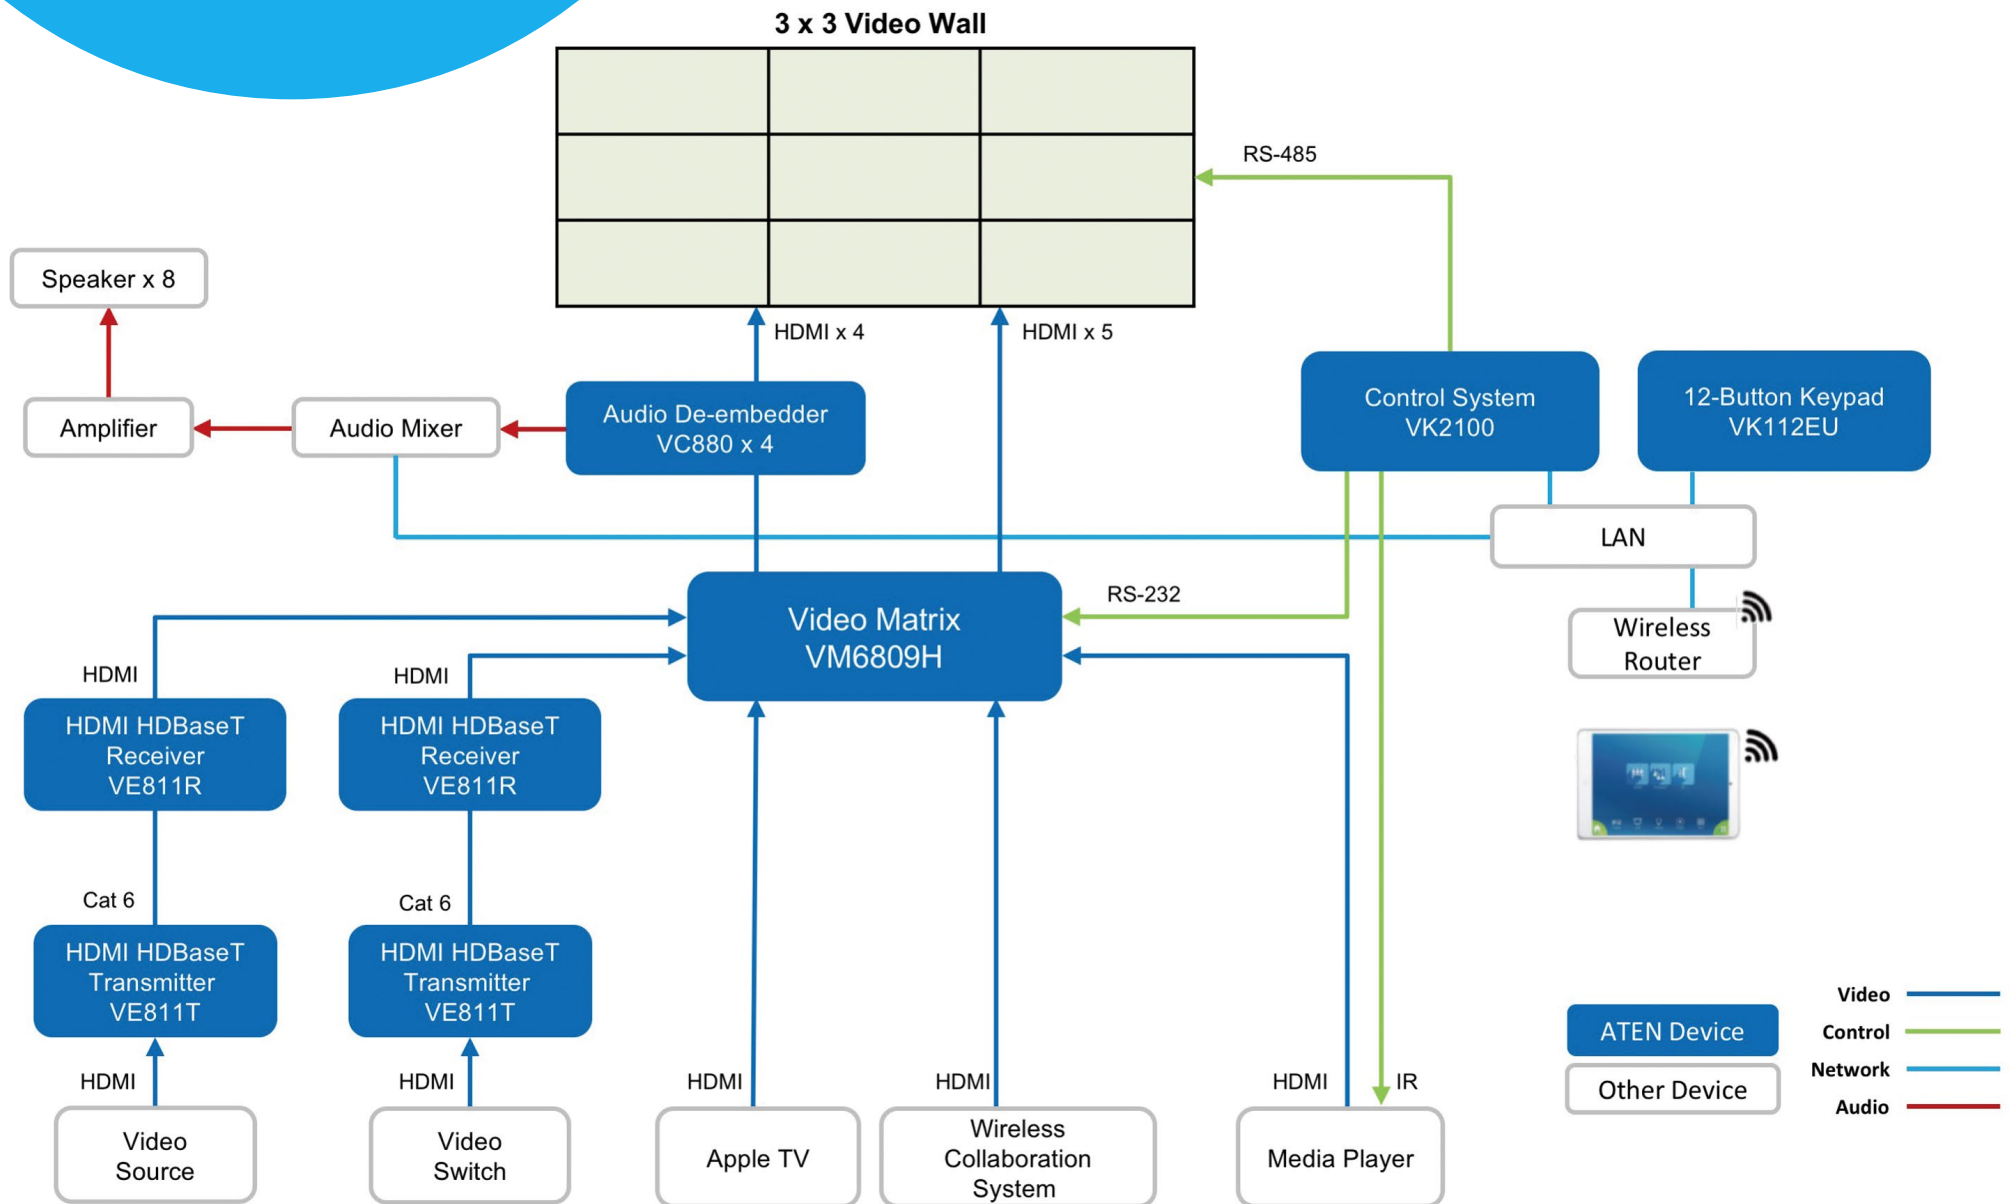 3 x 3 Video Wall
RS-485
Speaker x 8
HDMI x 4
HDMI x 5
Amplifier
Audio Mixer
Audio De-embedder
VC880 x 4
Control System
VK2100
12-Button Keypad
VK112EU
LAN
RS-232
Video Matrix
VM6809H
Wireless
Router
HDMI
HDMI
HDMI HDBaseT
Receiver
VE811R
HDMI HDBaseT
Receiver
VE811R
Cat 6
Cat 6
HDMI HDBaseT
Transmitter
VE811T
HDMI HDBaseT
Transmitter
VE811T
HDMI
HDMI
HDMI
HDMI
HDMI
IR
Video
Source
Video
Switch
Apple TV
Wireless
Collaboration
System
Media Player
ATEN Device
Other Device
Video
Control
Network
Audio